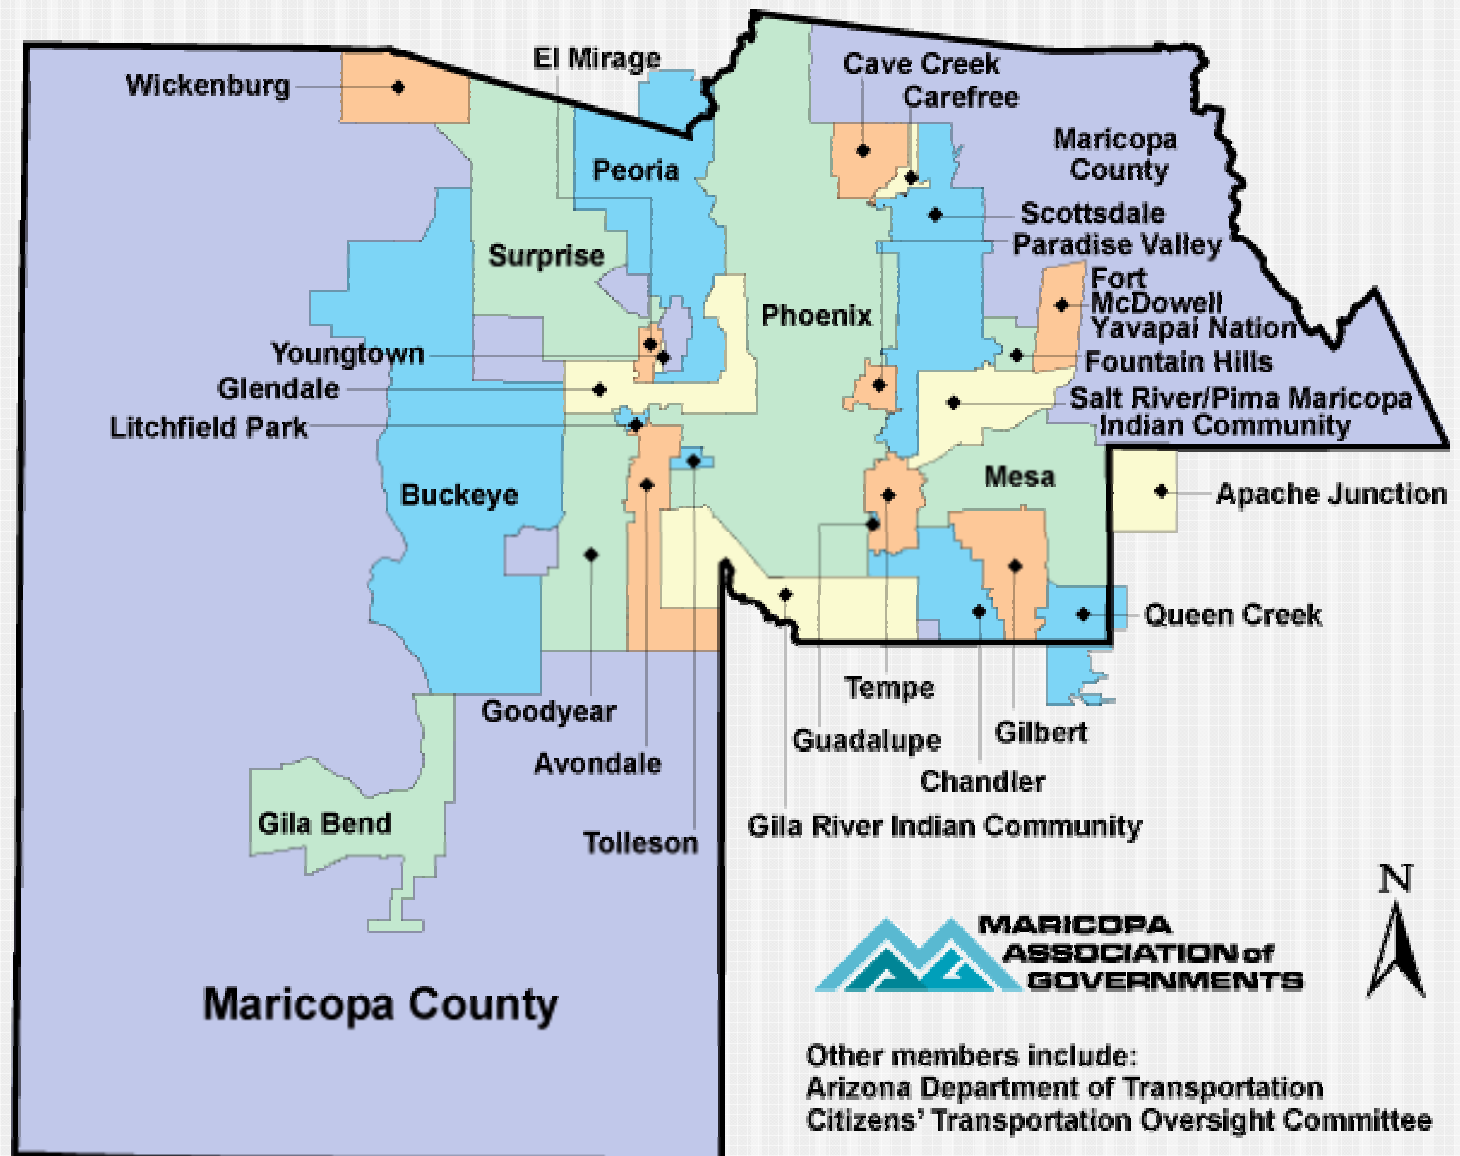 El Mirage
Cave Creek
Wickenburg
Carefree
Maricopa
County
Peoria
Scottsdale
Paradise Valley
Surprise
Fort
McDowell
Yavapai Nation
Phoenix
Youngtown
Fountain Hills
Glendale
Salt River/Pima Maricopa
Indian Community
Litchfield Park
Mesa
Buckeye
Apache Junction
Queen Creek
Tempe
Goodyear
Gilbert
Guadalupe
Avondale
Chandler
Gila Bend
Gila River Indian Community
Tolleson
N
MARICOPA
ASSOCIATION of
GOVERNMENTS
Maricopa County
Other members include:
Arizona Department of Transportation
Citizens' Transportation Oversight Committee